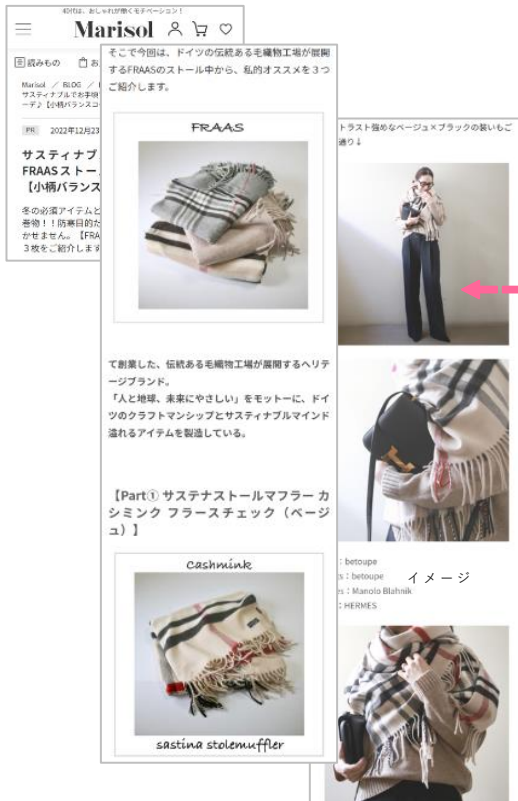 40代は、おしゃれが働くモチベーション！
Marisol
読みもの
お
Marisol ／ BLOG ／
サスティナブルでお手頃
ーデ♪【小柄バランスコ
PR 2022年12月23
サスティナブ
FRAASストー
【小柄バランス
冬の必須アイテムと
巻物！！防寒目的だ
かせません。【FRA
３枚をご紹介します
そこで今回は、ドイツの伝統ある毛織物工場が展開
するFRAASのストール中から、私的オススメを３つ
ご紹介します。
FRAAS
て創業した、伝統ある毛織物工場が展開するヘリテ
ージブランド。
「人と地球、未来にやさしい」をモットーに、ドイ
ツのクラフトマンシップとサスティナブルマインド
溢れるアイテムを製造している。
【Part① サステナストールマフラー カ
シミンク フラースチェック（ベージ
ュ）】
Cashmink
sastina stolemuffler
トラスト強めなベージュ×ブラックの装いもご
通り↓
：betoupe
s：betoupe
es：Manolo Blahnik
：HERMES
イメージ